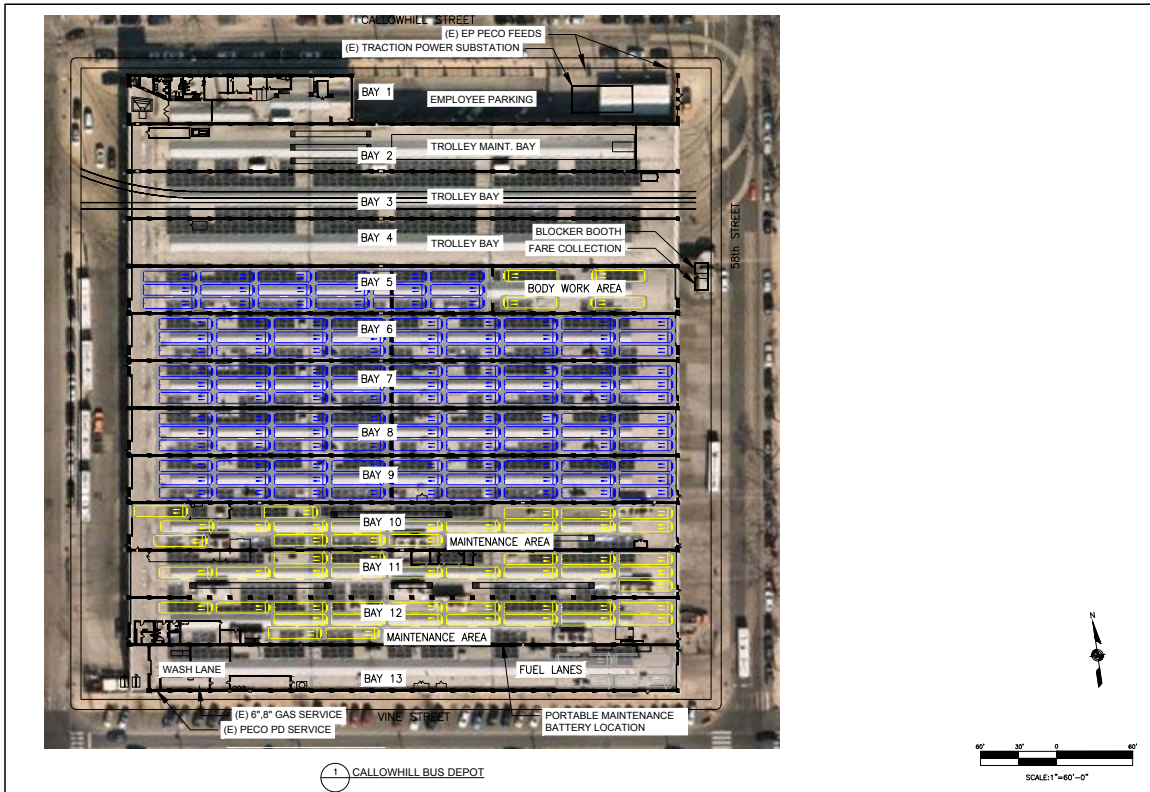 CALLOWHILL STREET
(E) EP PECO FEEDS
(E) TRACTION POWER SUBSTATION
BAY 1
EMPLOYEE PARKING
TROLLEY MAINT. BAY
BAY 2
TROLLEY BAY
BAY 3
BAY 4
TROLLEY BAY
BLOCKER BOOTH
FARE COLLECTION
58th STREET
BAY 5
BODY WORK AREA
BAY 6
BAY 7
BAY 8
BAY 9
BAY 10
MAINTENANCE AREA
BAY 11
BAY 12
MAINTENANCE AREA
WASH LANE
FUEL LANES
BAY 13
(E) 6",8" GAS SERVICE
(E) PECO PD SERVICE
VINE STREET
PORTABLE MAINTENANCE
BATTERY LOCATION
1 CALLOWHILL BUS DEPOT
N
60' 30' 0 60'
SCALE:1"=60'-0"